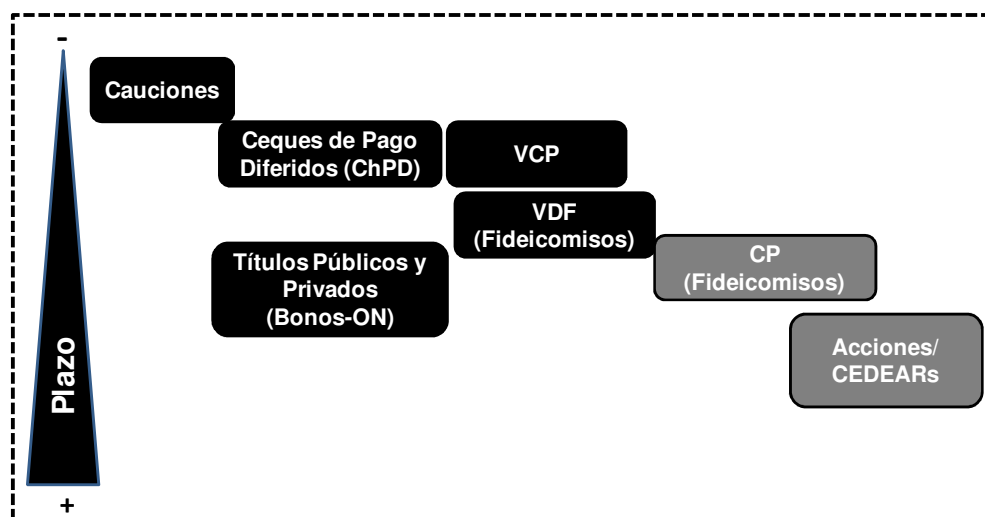 -
Cauciones
Ceques de Pago
Diferidos (ChPD)
VCP
VDF
(Fideicomisos)
Títulos Públicos y
Privados
(Bonos-ON)
CP
(Fideicomisos)
Acciones/
CEDEARs
Plazo
+